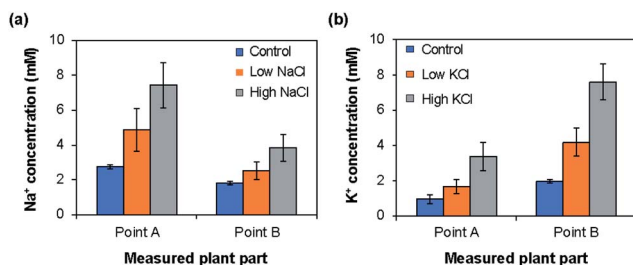 (a)
Na⁺ concentration (mM)
10
8
6
4
2
0
Control
Low NaCl
High NaCl
Point A
Point B
Measured plant part
(b)
K⁺ concentration (mM)
10
8
6
4
2
0
Control
Low KCl
High KCl
Point A
Point B
Measured plant part